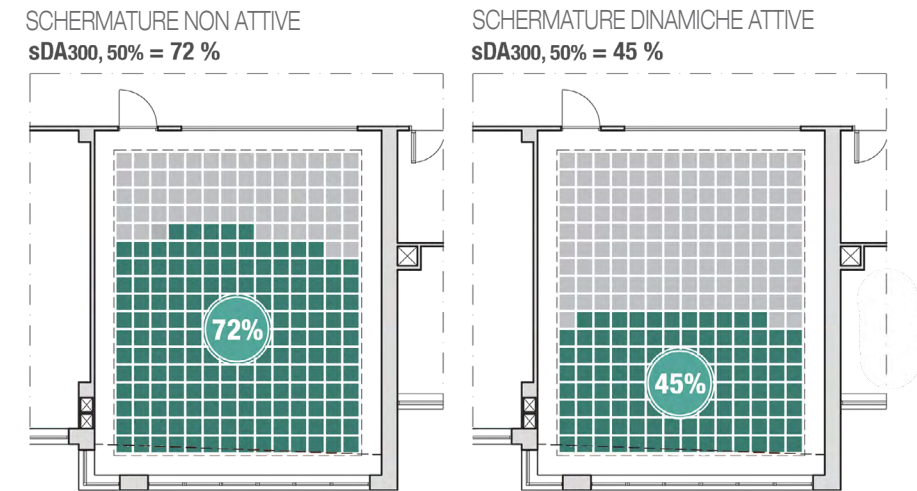 SCHERMATURE NON ATTIVE
sDA300, 50% = 72 %
72%
SCHERMATURE DINAMICHE ATTIVE
sDA300, 50% = 45 %
45%